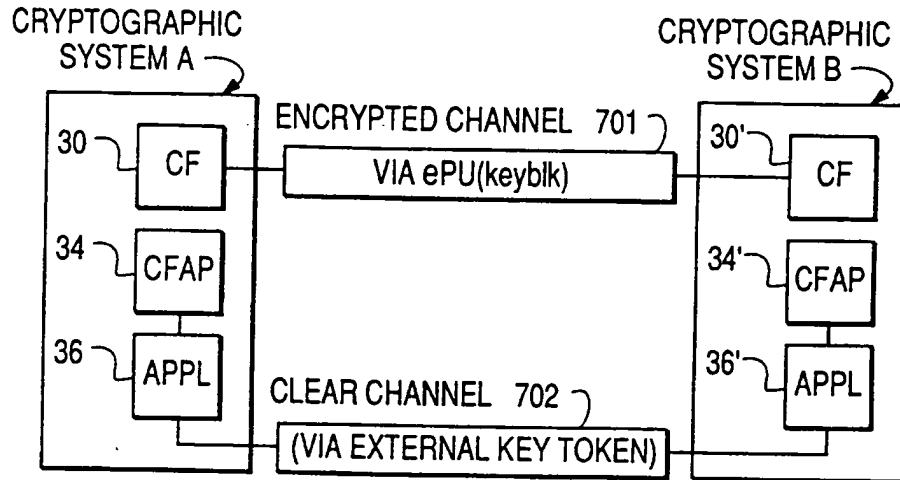 CRYPTOGRAPHIC
SYSTEM A
CRYPTOGRAPHIC
SYSTEM B
ENCRYPTED CHANNEL 701
VIA ePU(keyblk)
30
CF
30'
CF
34
CFAP
34'
CFAP
36
APPL
36'
APPL
CLEAR CHANNEL 702
(VIA EXTERNAL KEY TOKEN)